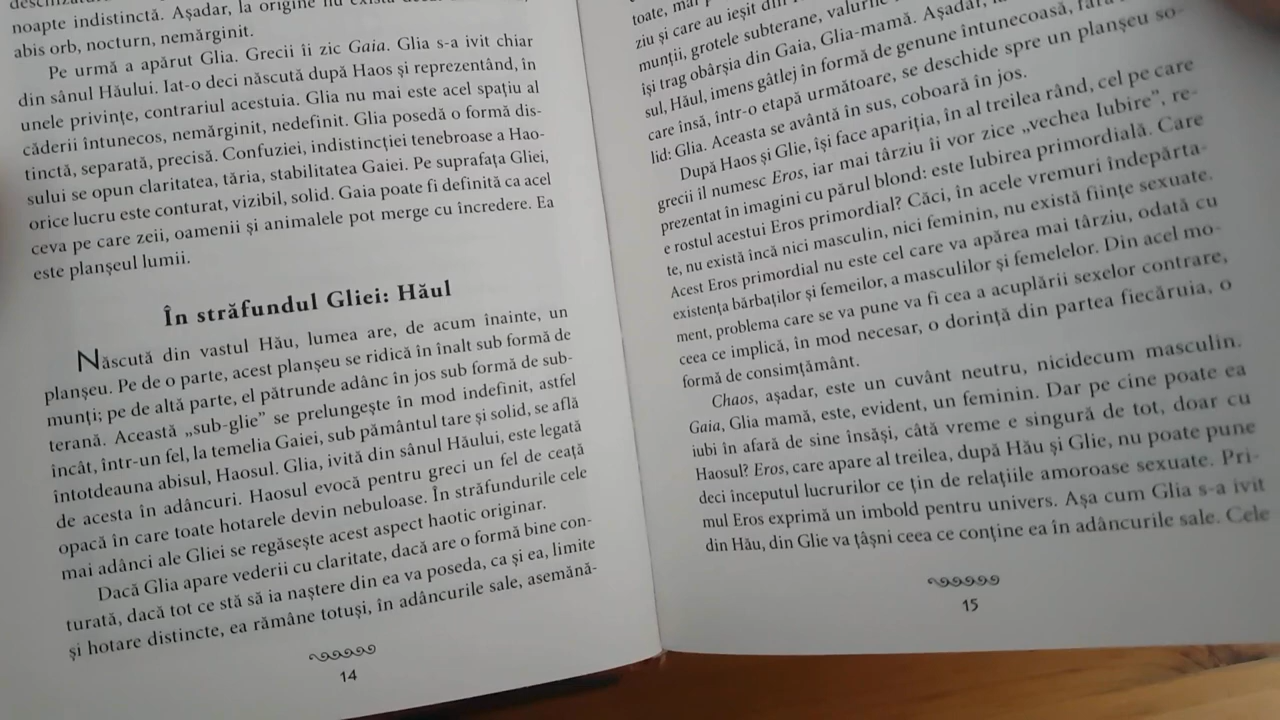 noapte indistinctă. Așadar, la origine nu
abis orb, nocturn, nemărginit.
Pe urmă a apărut Glia. Grecii îi zic Gaia. Glia s-a ivit chiar
din sânul Hăului. Iat-o deci născută după Haos și reprezentând, în
unele privințe, contrariul acestuia. Glia nu mai este acel spațiu al
căderii întunecos, nemărginit, nedefinit. Glia posedă o formă dis-
tinctă, separată, precisă. Confuziei, indistincției tenebroase a Hao-
sului se opun claritatea, tăria, stabilitatea Gaiei. Pe suprafața Gliei,
orice lucru este conturat, vizibil, solid. Gaia poate fi definită ca acel
ceva pe care zeii, oamenii și animalele pot merge cu încredere. Ea
este planșeul lumii.
În străfundul Gliei: Hăul
Născută din vastul Hău, lumea are, de acum înainte, un
planșeu. Pe de o parte, acest planșeu se ridică în înalt sub formă de
munți; pe de altă parte, el pătrunde adânc în jos sub formă de sub-
terană. Această „sub-glie” se prelungește în mod indefinit, astfel
încât, într-un fel, la temelia Gaiei, sub pământul tare și solid, se află
întotdeauna abisul, Haosul. Glia, ivită din sânul Hăului, este legată
de acesta în adâncuri. Haosul evocă pentru greci un fel de ceață
opacă în care toate hotarele devin nebuloase. În străfundurile cele
mai adânci ale Gliei se regăsește acest aspect haotic originar.
Dacă Glia apare vederii cu claritate, dacă are o formă bine con-
turată, dacă tot ce stă să ia naștere din ea va poseda, ca și ea, limite
și hotare distincte, ea rămâne totuși, în adâncurile sale, asemănă-
14
toate, mai
ziu și care au ieșit din
munții, grotele subterane, valurile
își trag obârșia din Gaia, Glia-mamă. Așadar,
sul, Hăul, imens gâtlej în formă de genune întunecoasă, fără
care însă, într-o etapă următoare, se deschide spre un planșeu so-
lid: Glia. Aceasta se avântă în sus, coboară în jos.
După Haos și Glie, își face apariția, în al treilea rând, cel pe care
grecii îl numesc Eros, iar mai târziu îi vor zice „vechea Iubire”, re-
prezentat în imagini cu părul blond: este Iubirea primordială. Care
e rostul acestui Eros primordial? Căci, în acele vremuri îndepărta-
te, nu există încă nici masculin, nici feminin, nu există ființe sexuate.
Acest Eros primordial nu este cel care va apărea mai târziu, odată cu
existența bărbaților și femeilor, a masculilor și femelelor. Din acel mo-
ment, problema care se va pune va fi cea a acuplării sexelor contrare,
ceea ce implică, în mod necesar, o dorință din partea fiecăruia, o
formă de consimțământ.
Chaos, așadar, este un cuvânt neutru, nicidecum masculin.
Gaia, Glia mamă, este, evident, un feminin. Dar pe cine poate ea
iubi în afară de sine însăși, câtă vreme e singură de tot, doar cu
Haosul? Eros, care apare al treilea, după Hău și Glie, nu poate pune
deci începutul lucrurilor ce țin de relațiile amoroase sexuate. Pri-
mul Eros exprimă un imbold pentru univers. Așa cum Glia s-a ivit
din Hău, din Glie va țâșni ceea ce conține ea în adâncurile sale. Cele
15